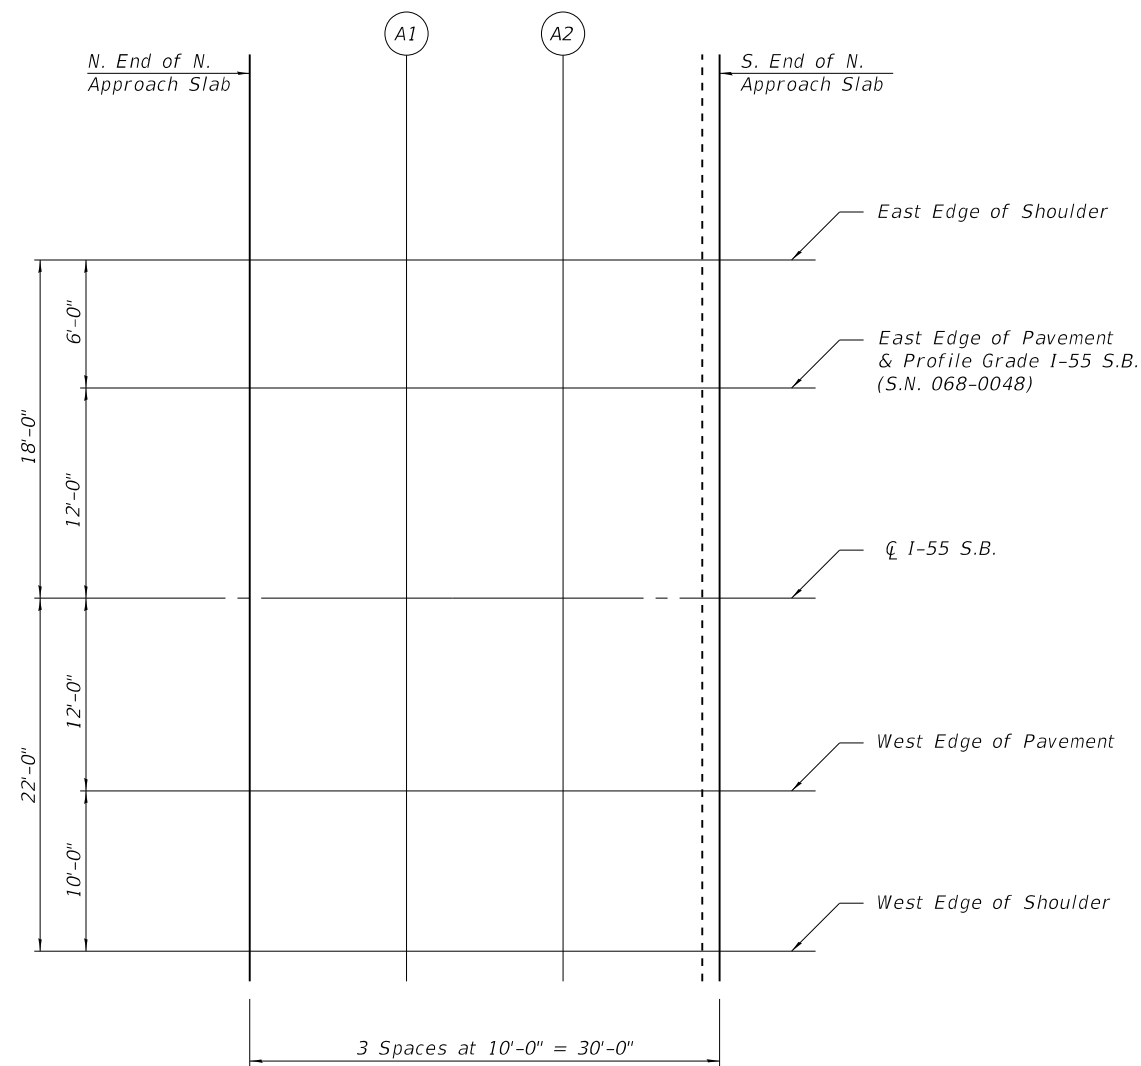 A1
A2
N. End of N.
Approach Slab
S. End of N.
Approach Slab
East Edge of Shoulder
6'-0"
East Edge of Pavement
& Profile Grade I-55 S.B.
(S.N. 068-0048)
18'-0"
12'-0"
℄ I-55 S.B.
12'-0"
22'-0"
West Edge of Pavement
10'-0"
West Edge of Shoulder
3 Spaces at 10'-0" = 30'-0"